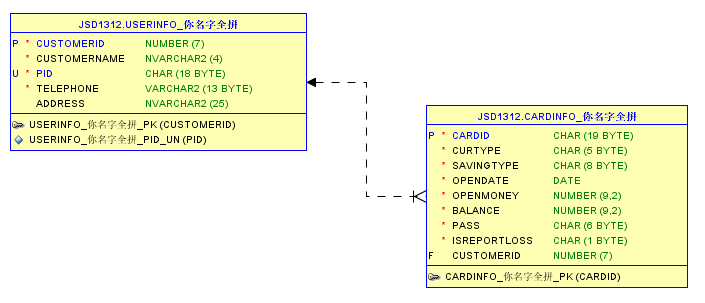 JSD1312.USERINFO_你名字全拼
P * CUSTOMERID NUMBER (7)
* CUSTOMERNAME NVARCHAR2 (4)
U * PID CHAR (18 BYTE)
* TELEPHONE VARCHAR2 (13 BYTE)
ADDRESS NVARCHAR2 (25)
USERINFO_你名字全拼_PK (CUSTOMERID)
USERINFO_你名字全拼_PID_UN (PID)
JSD1312.CARDINFO_你名字全拼
P * CARDID CHAR (19 BYTE)
* CURTYPE CHAR (5 BYTE)
* SAVINGTYPE CHAR (8 BYTE)
* OPENDATE DATE
* OPENMONEY NUMBER (9,2)
* BALANCE NUMBER (9,2)
* PASS CHAR (6 BYTE)
* ISREPORTLOSS CHAR (1 BYTE)
F CUSTOMERID NUMBER (7)
CARDINFO_你名字全拼_PK (CARDID)